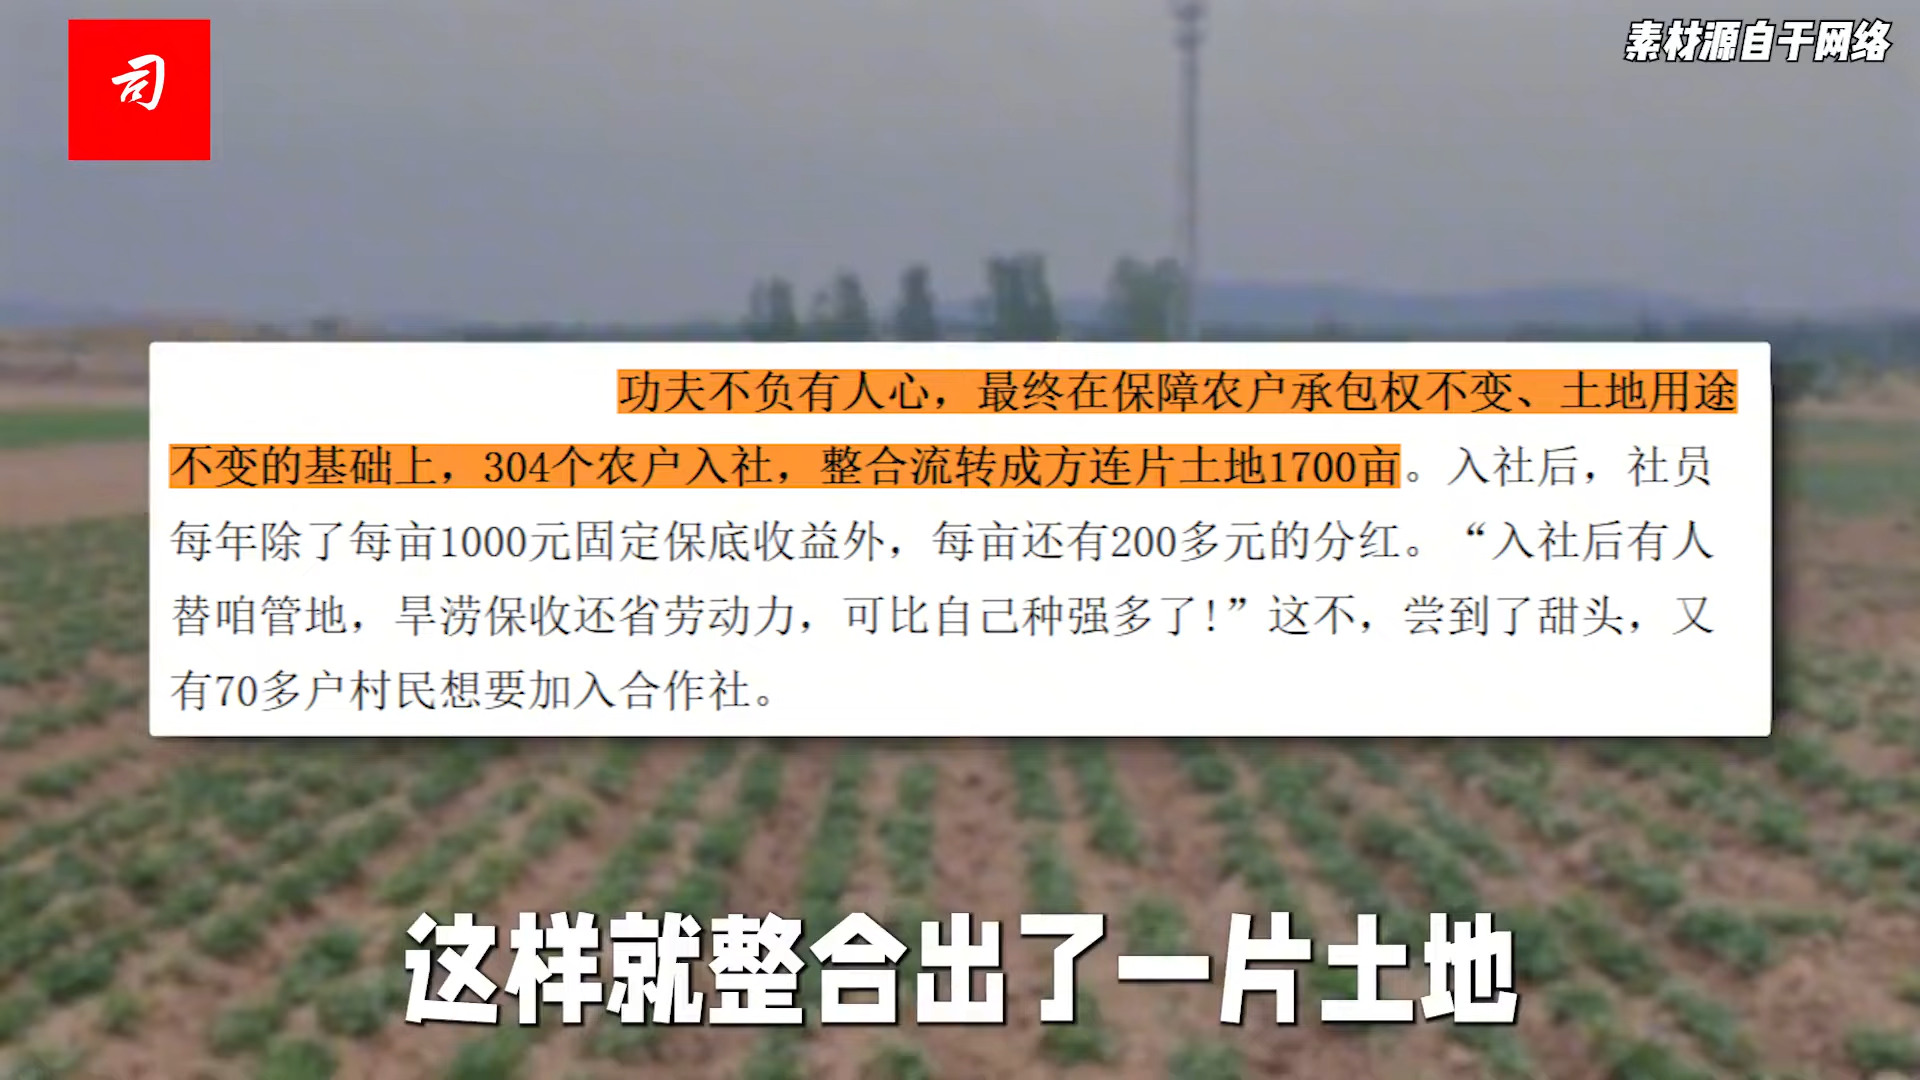 司
素材源自于网络
功夫不负有人心，最终在保障农户承包权不变、土地用途
不变的基础上，304个农户入社，整合流转成方连片土地1700亩。入社后，社员
每年除了每亩1000元固定保底收益外，每亩还有200多元的分红。“入社后有人
替咱管地，旱涝保收还省劳动力，可比自己种强多了!”这不，尝到了甜头，又
有70多户村民想要加入合作社。
这样就整合出了一片土地